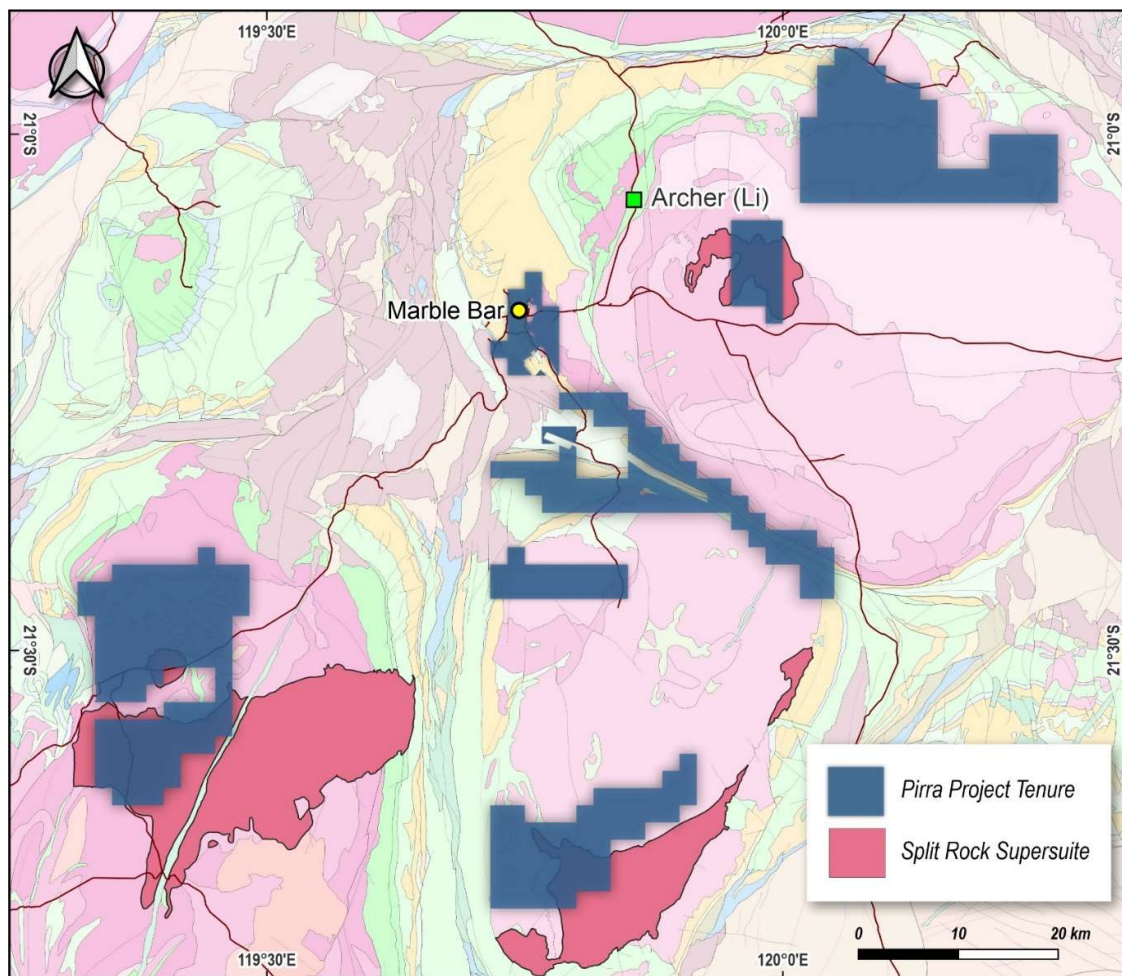 119°30'E
120°0'E
21°0'S
21°0'S
Archer (Li)
Marble Bar
21°30'S
21°30'S
Pirra Project Tenure
Split Rock Supersuite
0 10 20 km
119°30'E
120°0'E